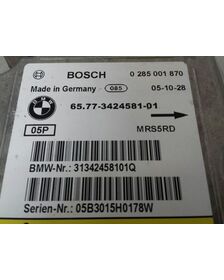 BOSCH 0 285 001 870
Made in Germany 085 05-10-28
65.77-3424581-01
05P MRS5RD
BMW-Nr.: 31342458101Q
Serien-Nr.: 05B3015H0178W